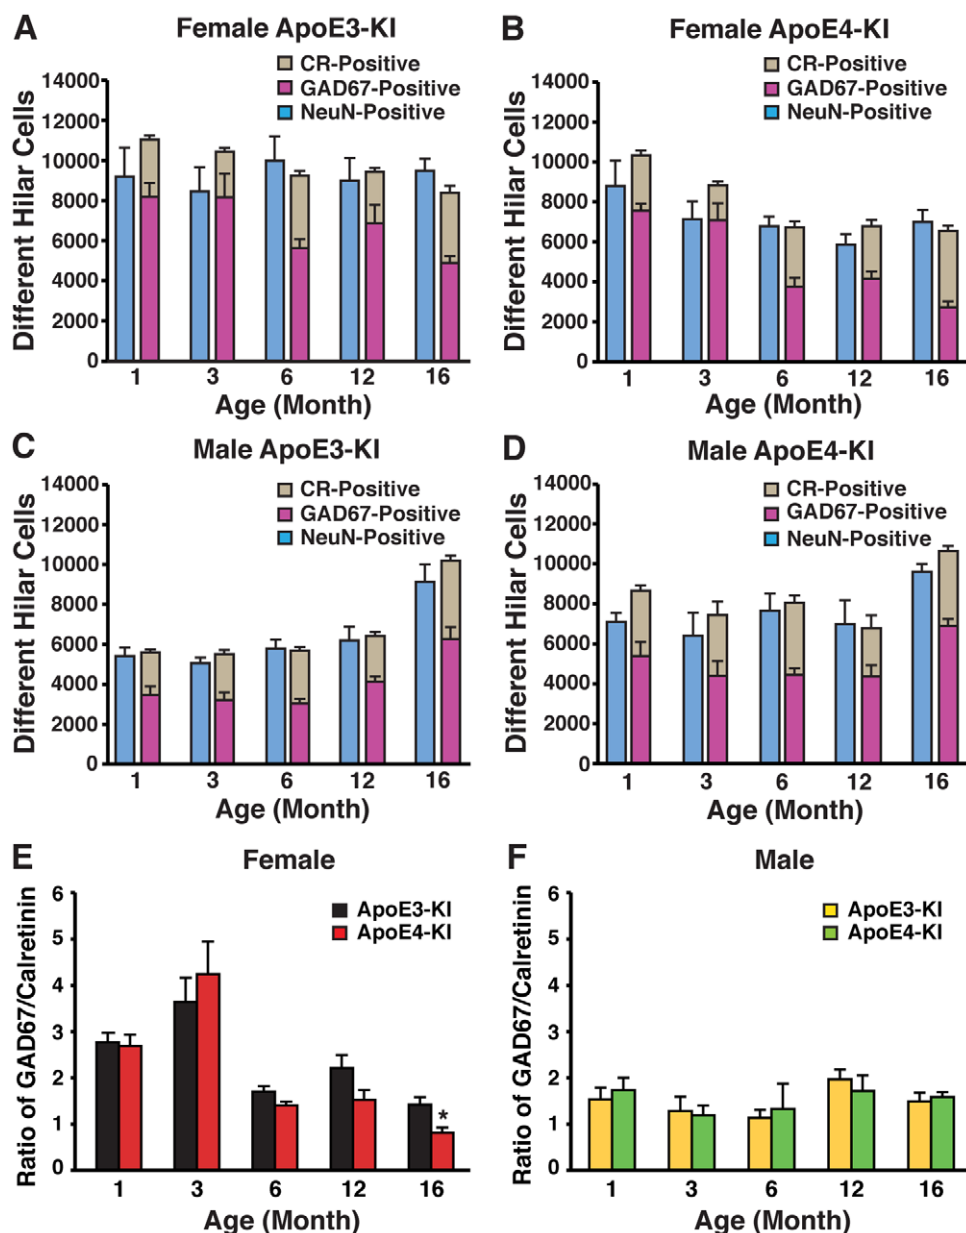 A
Female ApoE3-KI
CR-Positive
GAD67-Positive
NeuN-Positive
Different Hilar Cells
14000
12000
10000
8000
6000
4000
2000
0
1 3 6 12 16
Age (Month)
B
Female ApoE4-KI
CR-Positive
GAD67-Positive
NeuN-Positive
Different Hilar Cells
14000
12000
10000
8000
6000
4000
2000
0
1 3 6 12 16
Age (Month)
C
Male ApoE3-KI
CR-Positive
GAD67-Positive
NeuN-Positive
Different Hilar Cells
14000
12000
10000
8000
6000
4000
2000
0
1 3 6 12 16
Age (Month)
D
Male ApoE4-KI
CR-Positive
GAD67-Positive
NeuN-Positive
Different Hilar Cells
14000
12000
10000
8000
6000
4000
2000
0
1 3 6 12 16
Age (Month)
E
Female
ApoE3-KI
ApoE4-KI
Ratio of GAD67/Calretinin
6
5
4
3
2
1
0
*
1 3 6 12 16
Age (Month)
F
Male
ApoE3-KI
ApoE4-KI
Ratio of GAD67/Calretinin
6
5
4
3
2
1
0
1 3 6 12 16
Age (Month)